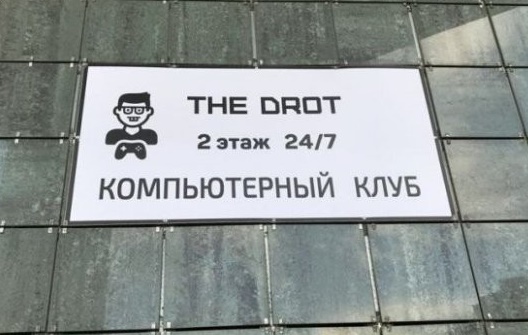 THE DROT
2 этаж 24/7
КОМПЬЮТЕРНЫЙ КЛУБ